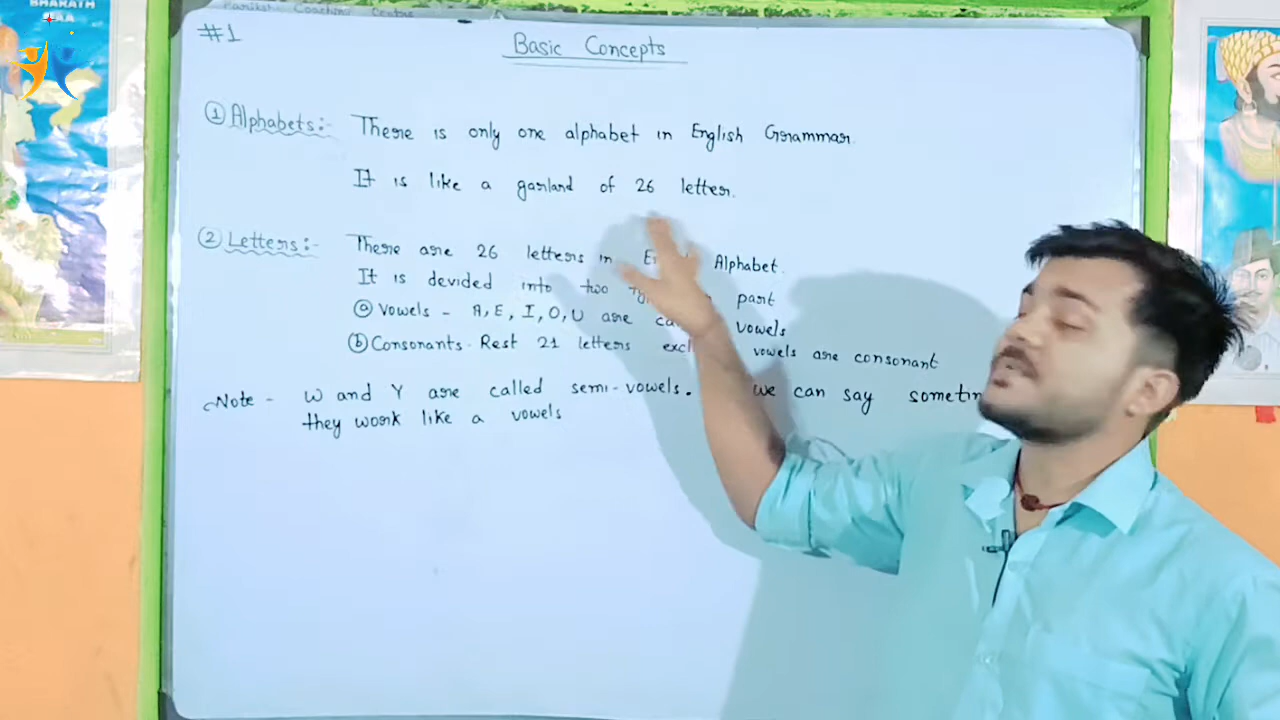 BHARATH
Coaching Centre
#1
Basic Concepts
① Alphabets:- There is only one alphabet in English Grammar.
It is like a garland of 26 letter.
② Letters:- There are 26 letters in Alphabet.
It is devided into two part
ⓐ Vowels - A, E, I, O, U are vowels
ⓑ Consonants. Rest 21 letters vowels are consonant
Note - W and Y are called semi-vowels. we can say
they work like a vowels